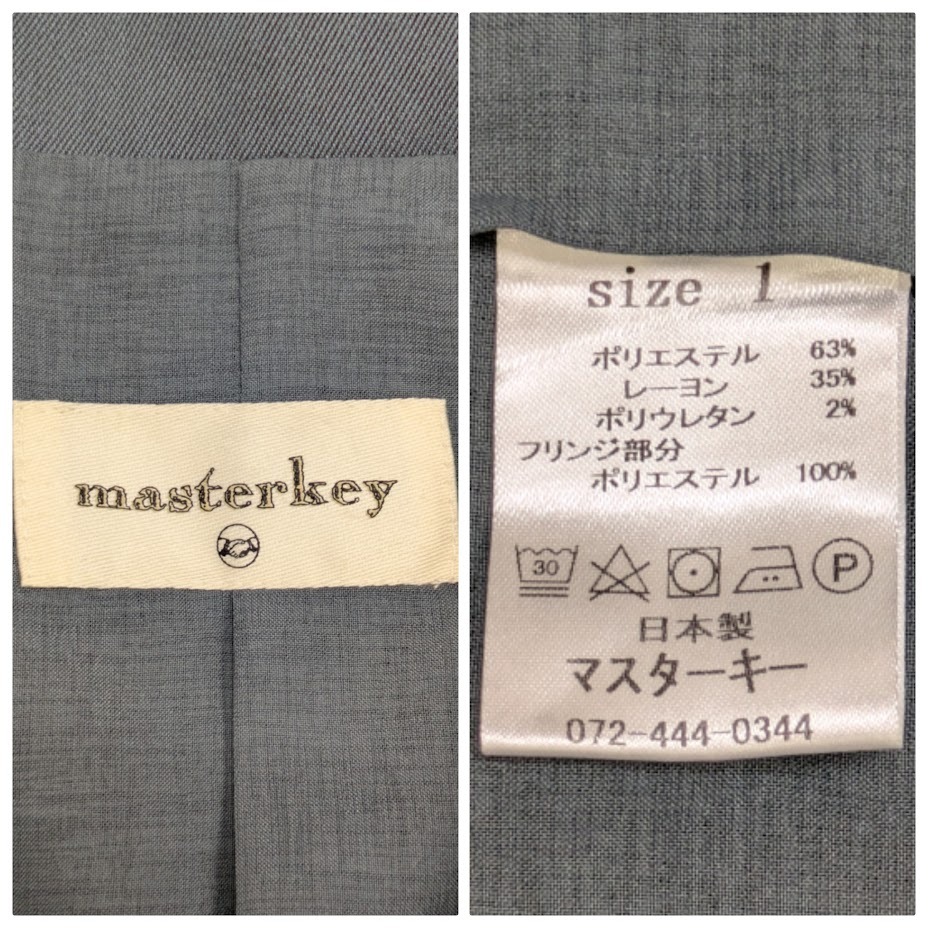 masterkey
size 1
ポリエステル 63%
レーヨン 35%
ポリウレタン 2%
フリンジ部分
ポリエステル 100%
30
P
日本製
マスターキー
072-444-0344